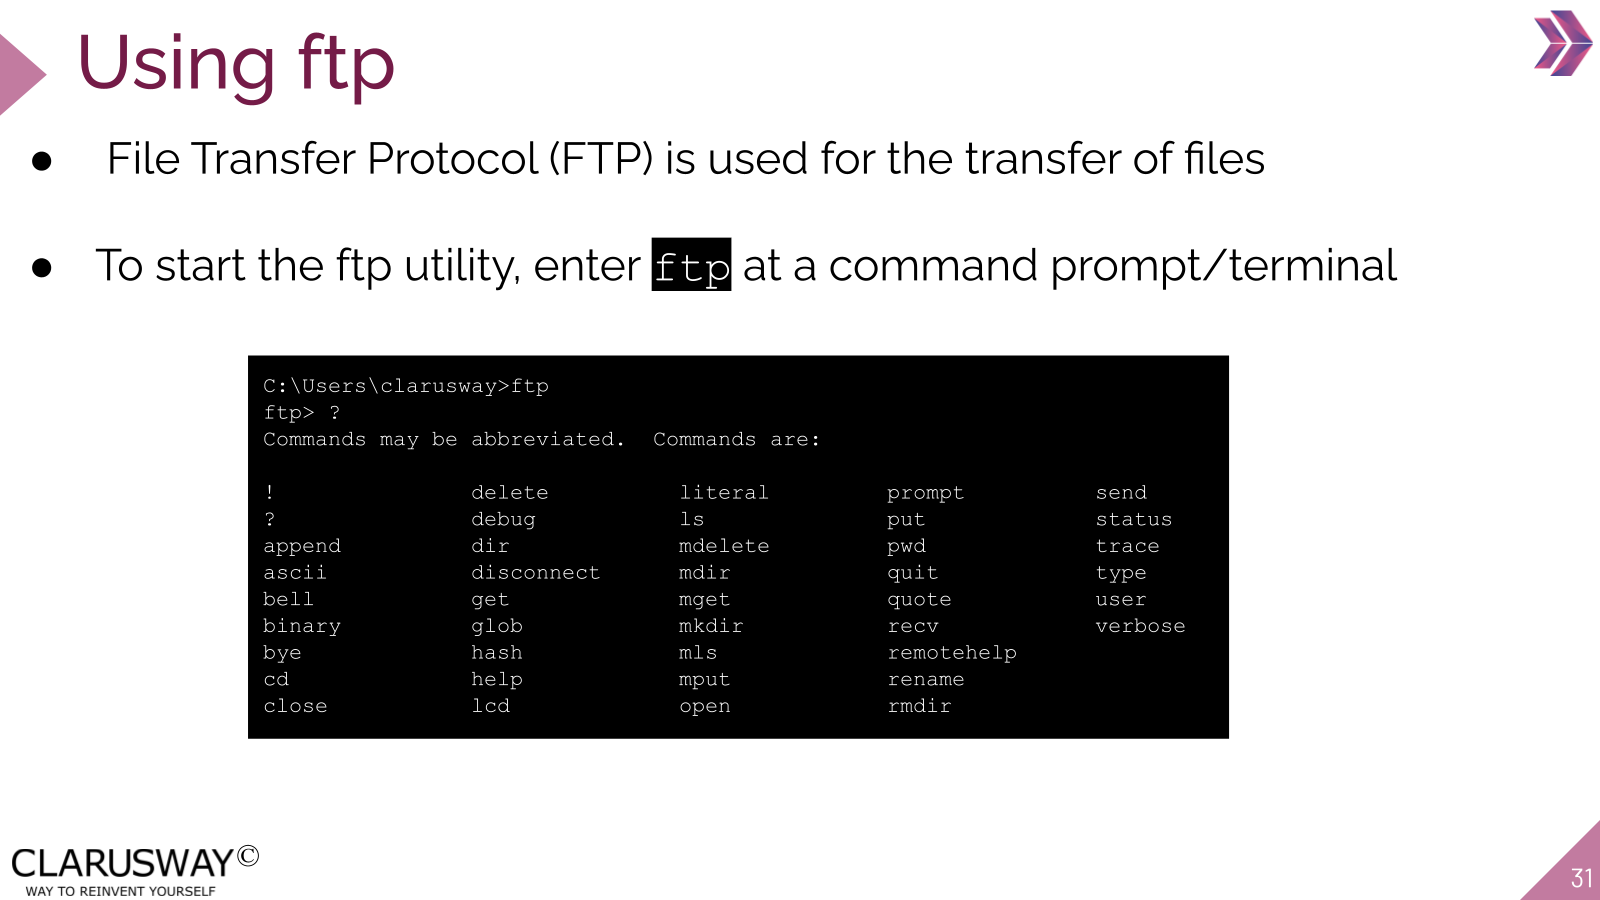 Using ftp
● File Transfer Protocol (FTP) is used for the transfer of files
● To start the ftp utility, enter ftp at a command prompt/terminal
C:\Users\clarusway>ftp
ftp> ?
Commands may be abbreviated.  Commands are:
!               delete          literal         prompt          send
?               debug           ls              put             status
append          dir             mdelete         pwd             trace
ascii           disconnect      mdir            quit            type
bell            get             mget            quote           user
binary          glob            mkdir           recv            verbose
bye             hash            mls             remotehelp
cd              help            mput            rename
close           lcd             open            rmdir
CLARUSWAY©
WAY TO REINVENT YOURSELF
31